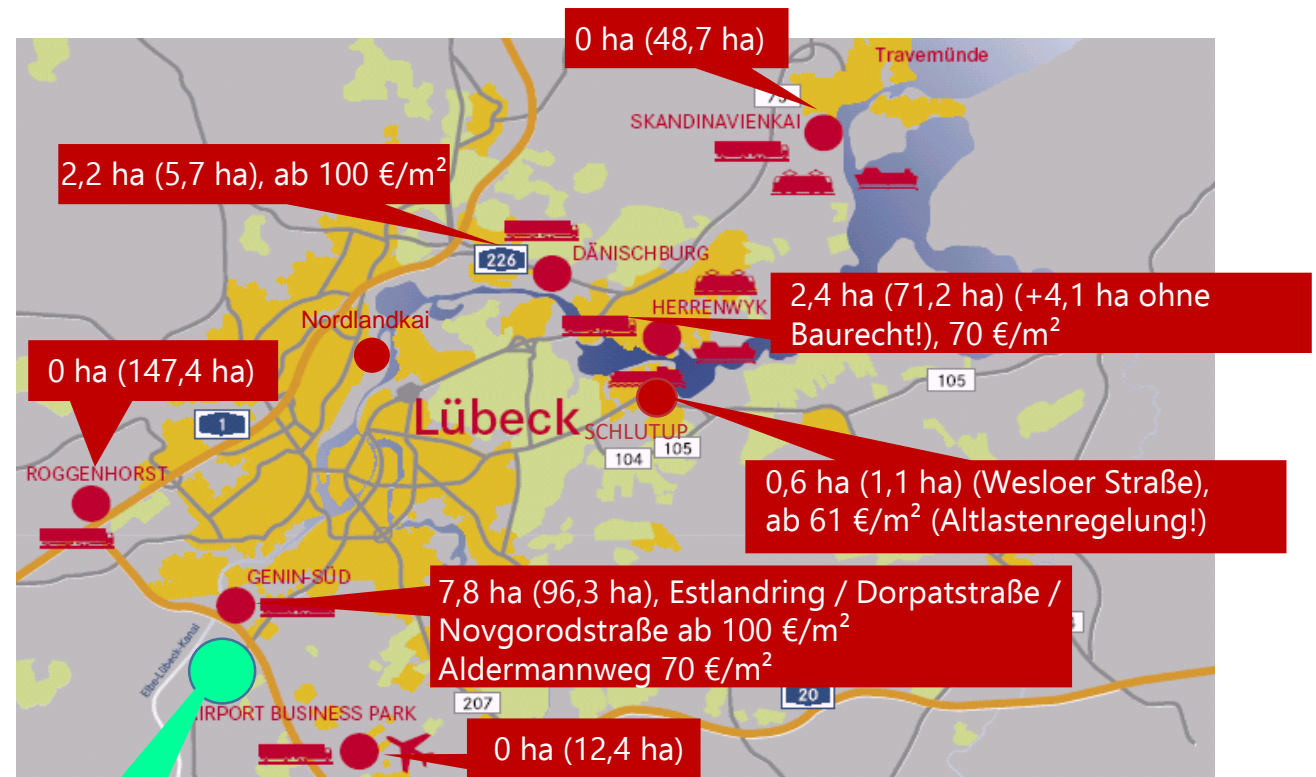 0 ha (48,7 ha)
Travemünde
SKANDINAVIENKAI
2,2 ha (5,7 ha), ab 100 €/m²
226
DÄNISCHBURG
HERRENWYK
2,4 ha (71,2 ha) (+4,1 ha ohne
Baurecht!), 70 €/m²
Nordlandkai
0 ha (147,4 ha)
105
1
Lübeck
SCHLUTUP
104
105
ROGGENHORST
0,6 ha (1,1 ha) (Wesloer Straße),
ab 61 €/m² (Altlastenregelung!)
GENIN-SÜD
7,8 ha (96,3 ha), Estlandring / Dorpatstraße /
Novgorodstraße ab 100 €/m²
Aldermannweg 70 €/m²
Elbe-Lübeck-Kanal
20
207
AIRPORT BUSINESS PARK
0 ha (12,4 ha)